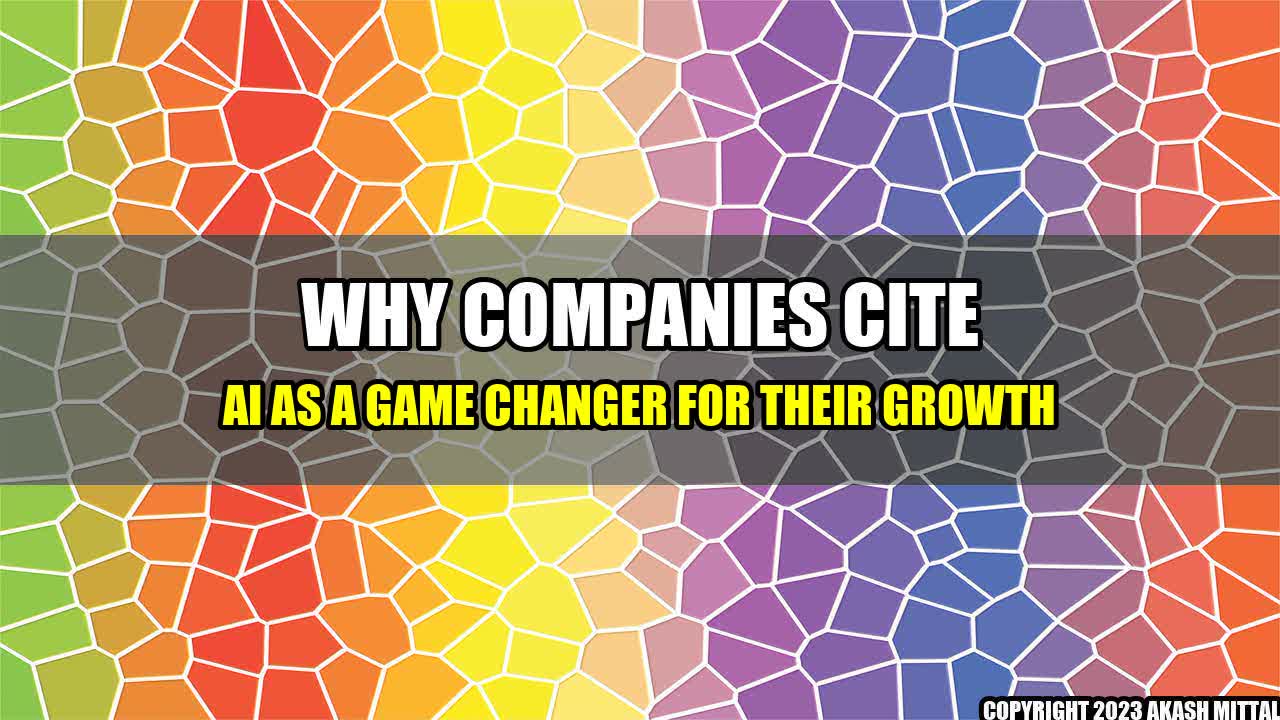 WHY COMPANIES CITE
AI AS A GAME CHANGER FOR THEIR GROWTH
COPYRIGHT 2023 AKASH MITTAL